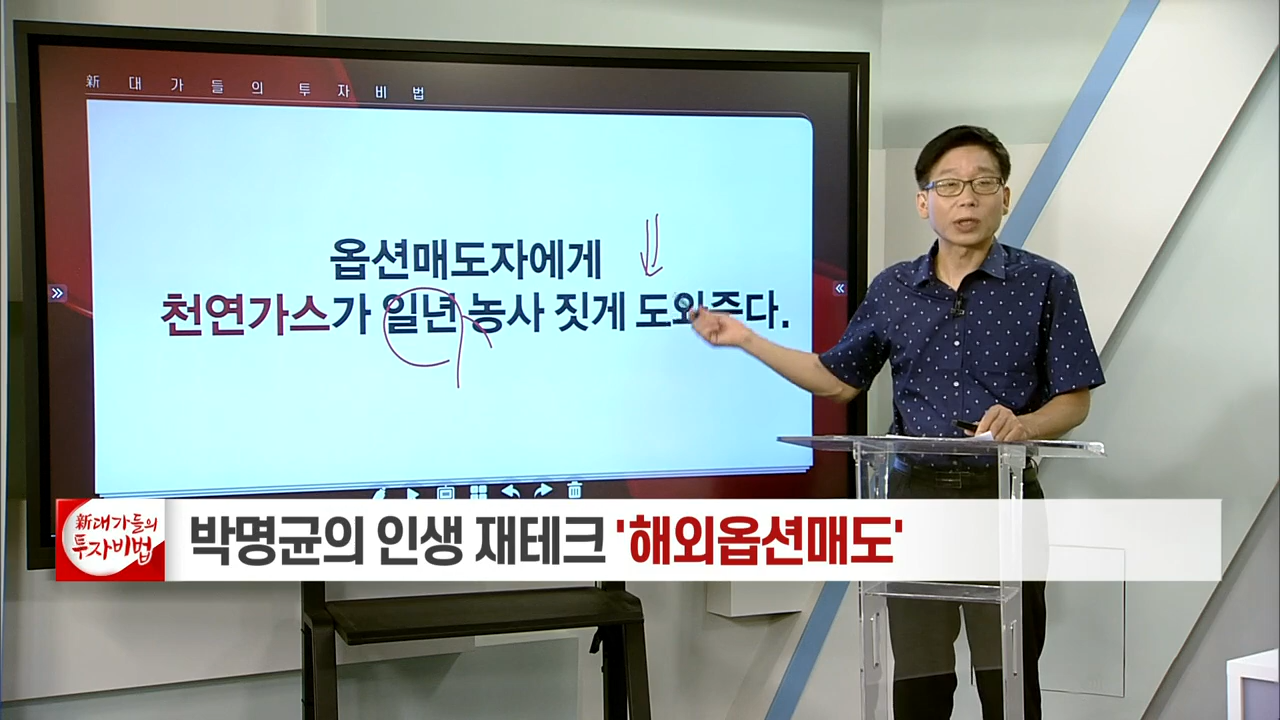 新 대 가 들 의 투 자 비 법
옵션매도자에게
천연가스가 일년 농사 짓게 도와준다.
新대가들의
투자비법
박명균의 인생 재테크 '해외옵션매도'